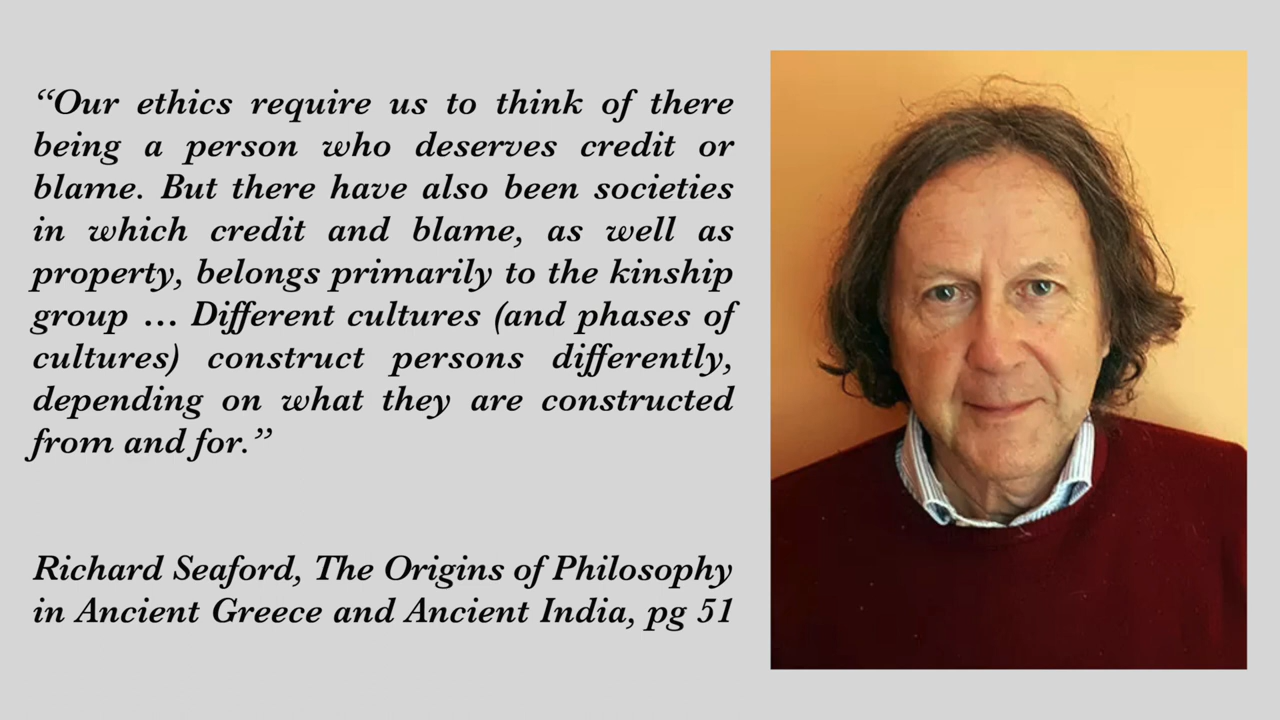 “Our ethics require us to think of there
being a person who deserves credit or
blame. But there have also been societies
in which credit and blame, as well as
property, belongs primarily to the kinship
group … Different cultures (and phases of
cultures) construct persons differently,
depending on what they are constructed
from and for.”
Richard Seaford, The Origins of Philosophy
in Ancient Greece and Ancient India, pg 51